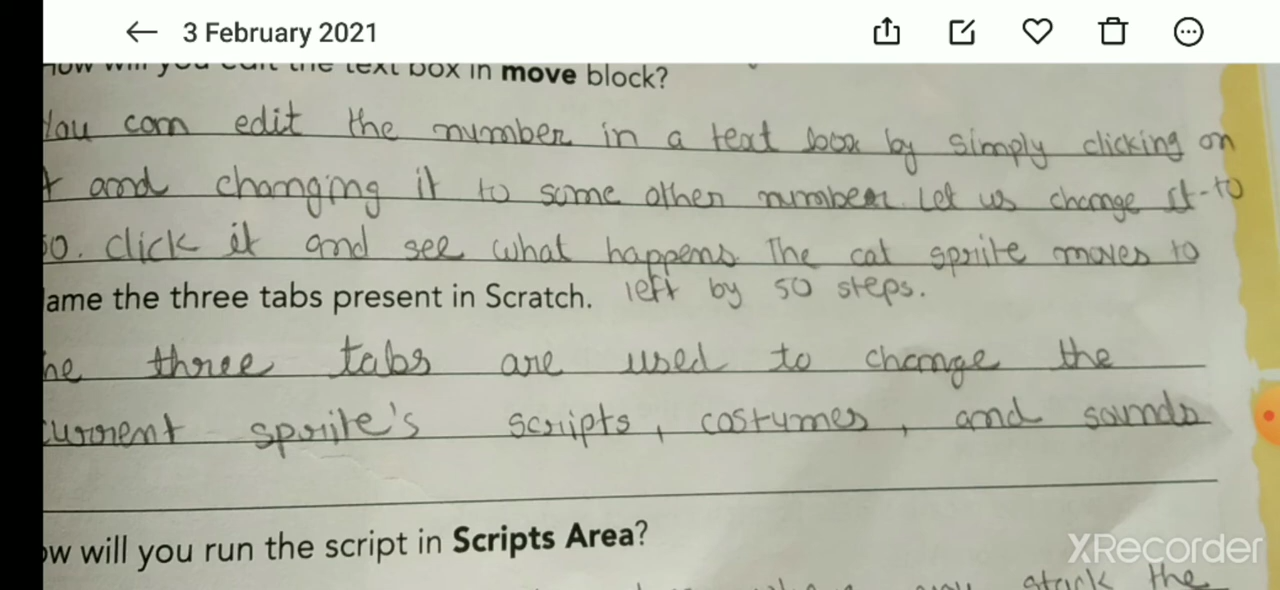 3 February 2021
How will you edit the text box in move block?
You can edit the number in a text box by simply clicking on
and changing it to some other number. Let us change it to
50. click it and see what happens. The cat sprite moves to
left by 50 steps.
ame the three tabs present in Scratch.
he three tabs are used to change the
current sprite's scripts, costumes, and sounds
ow will you run the script in Scripts Area?
stack the
XRecorder